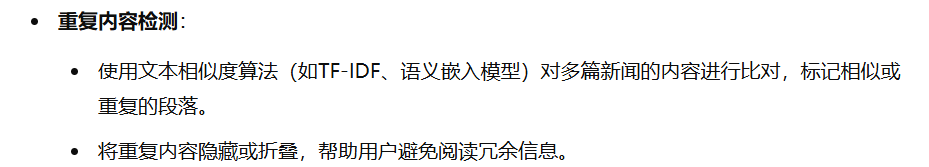 重复内容检测：
使用文本相似度算法（如TF-IDF、语义嵌入模型）对多篇新闻的内容进行比对，标记相似或
重复的段落。
将重复内容隐藏或折叠，帮助用户避免阅读冗余信息。